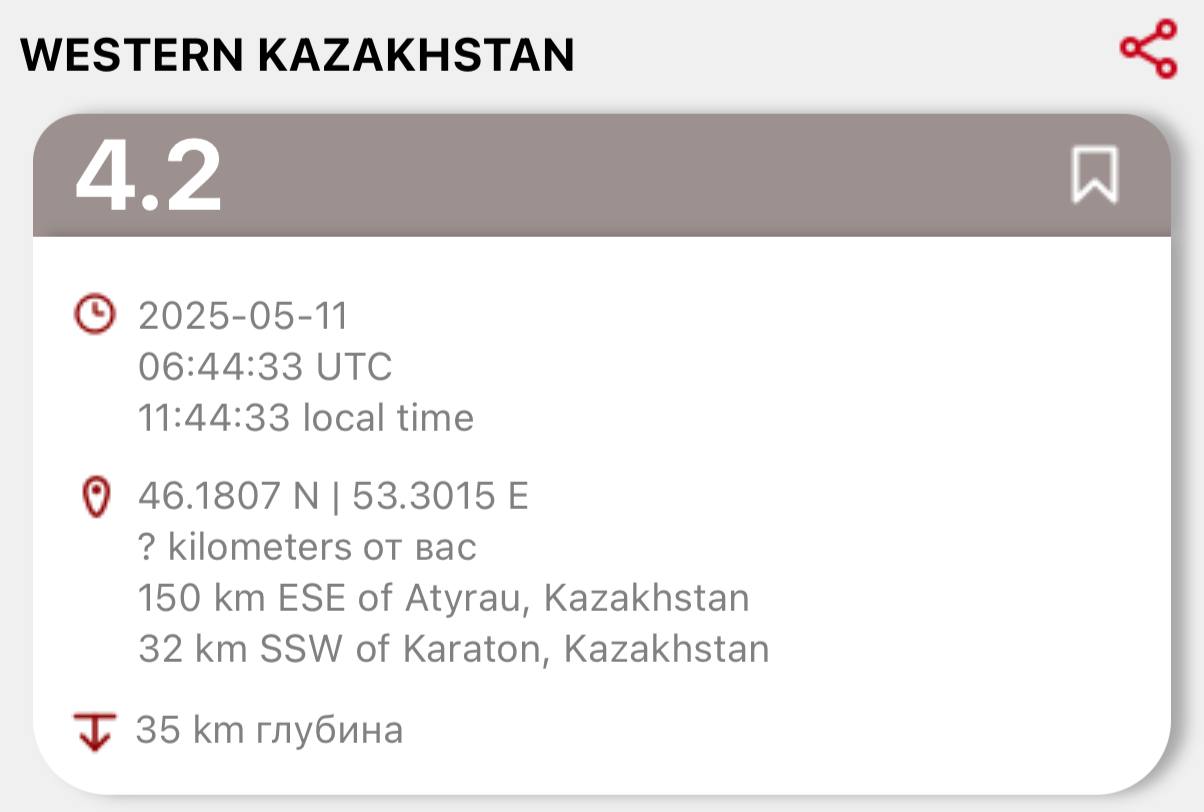 WESTERN KAZAKHSTAN
4.2
2025-05-11
06:44:33 UTC
11:44:33 local time
46.1807 N | 53.3015 E
? kilometers от вас
150 km ESE of Atyrau, Kazakhstan
32 km SSW of Karaton, Kazakhstan
35 km глубина